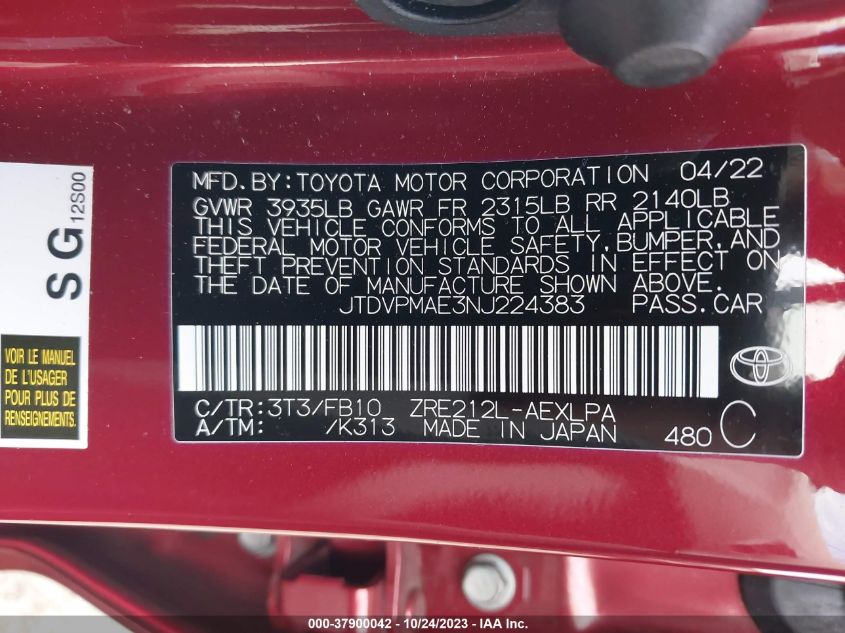 MFD.BY:TOYOTA MOTOR CORPORATION 04/22
GVWR 3935LB GAWR FR 2315LB RR 2140LB
THIS VEHICLE CONFORMS TO ALL APPLICABLE
FEDERAL MOTOR VEHICLE SAFETY,BUMPER,AND
THEFT PREVENTION STANDARDS IN EFFECT ON
THE DATE OF MANUFACTURE SHOWN ABOVE.
JTDVPMAE3NJ224383 PASS.CAR
C/TR:3T3/FB10 ZRE212L-AEXLPA
A/TM: /K313 MADE IN JAPAN 480 C
SG 12S00
VOIR LE MANUEL
DE L'USAGER
POUR PLUS DE
RENSEIGNEMENTS.
000-37900042 - 10/24/2023 - IAA Inc.